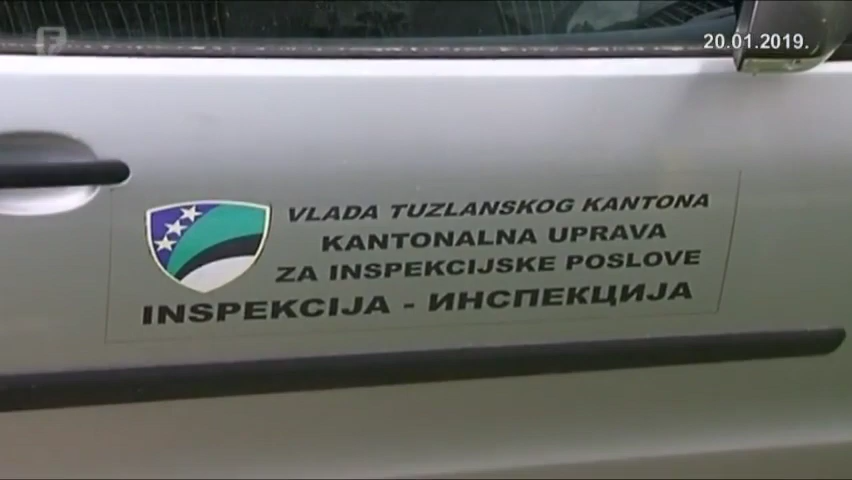 20.01.2019.
VLADA TUZLANSKOG KANTONA
KANTONALNA UPRAVA
ZA INSPEKCIJSKE POSLOVE
INSPEKCIJA - ИНСПЕКЦИЈА